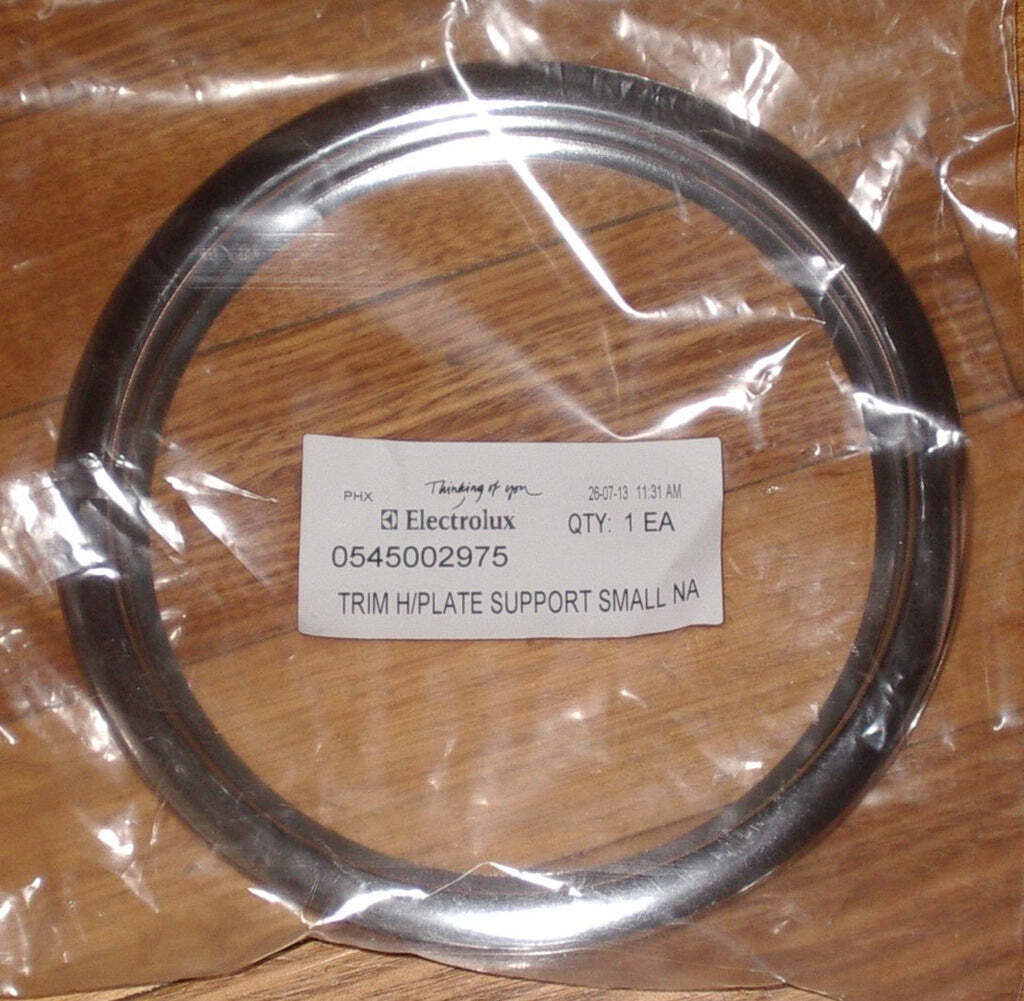 PHX Thinking of you 26-07-13 11:31 AM
Electrolux QTY: 1 EA
0545002975
TRIM H/PLATE SUPPORT SMALL NA